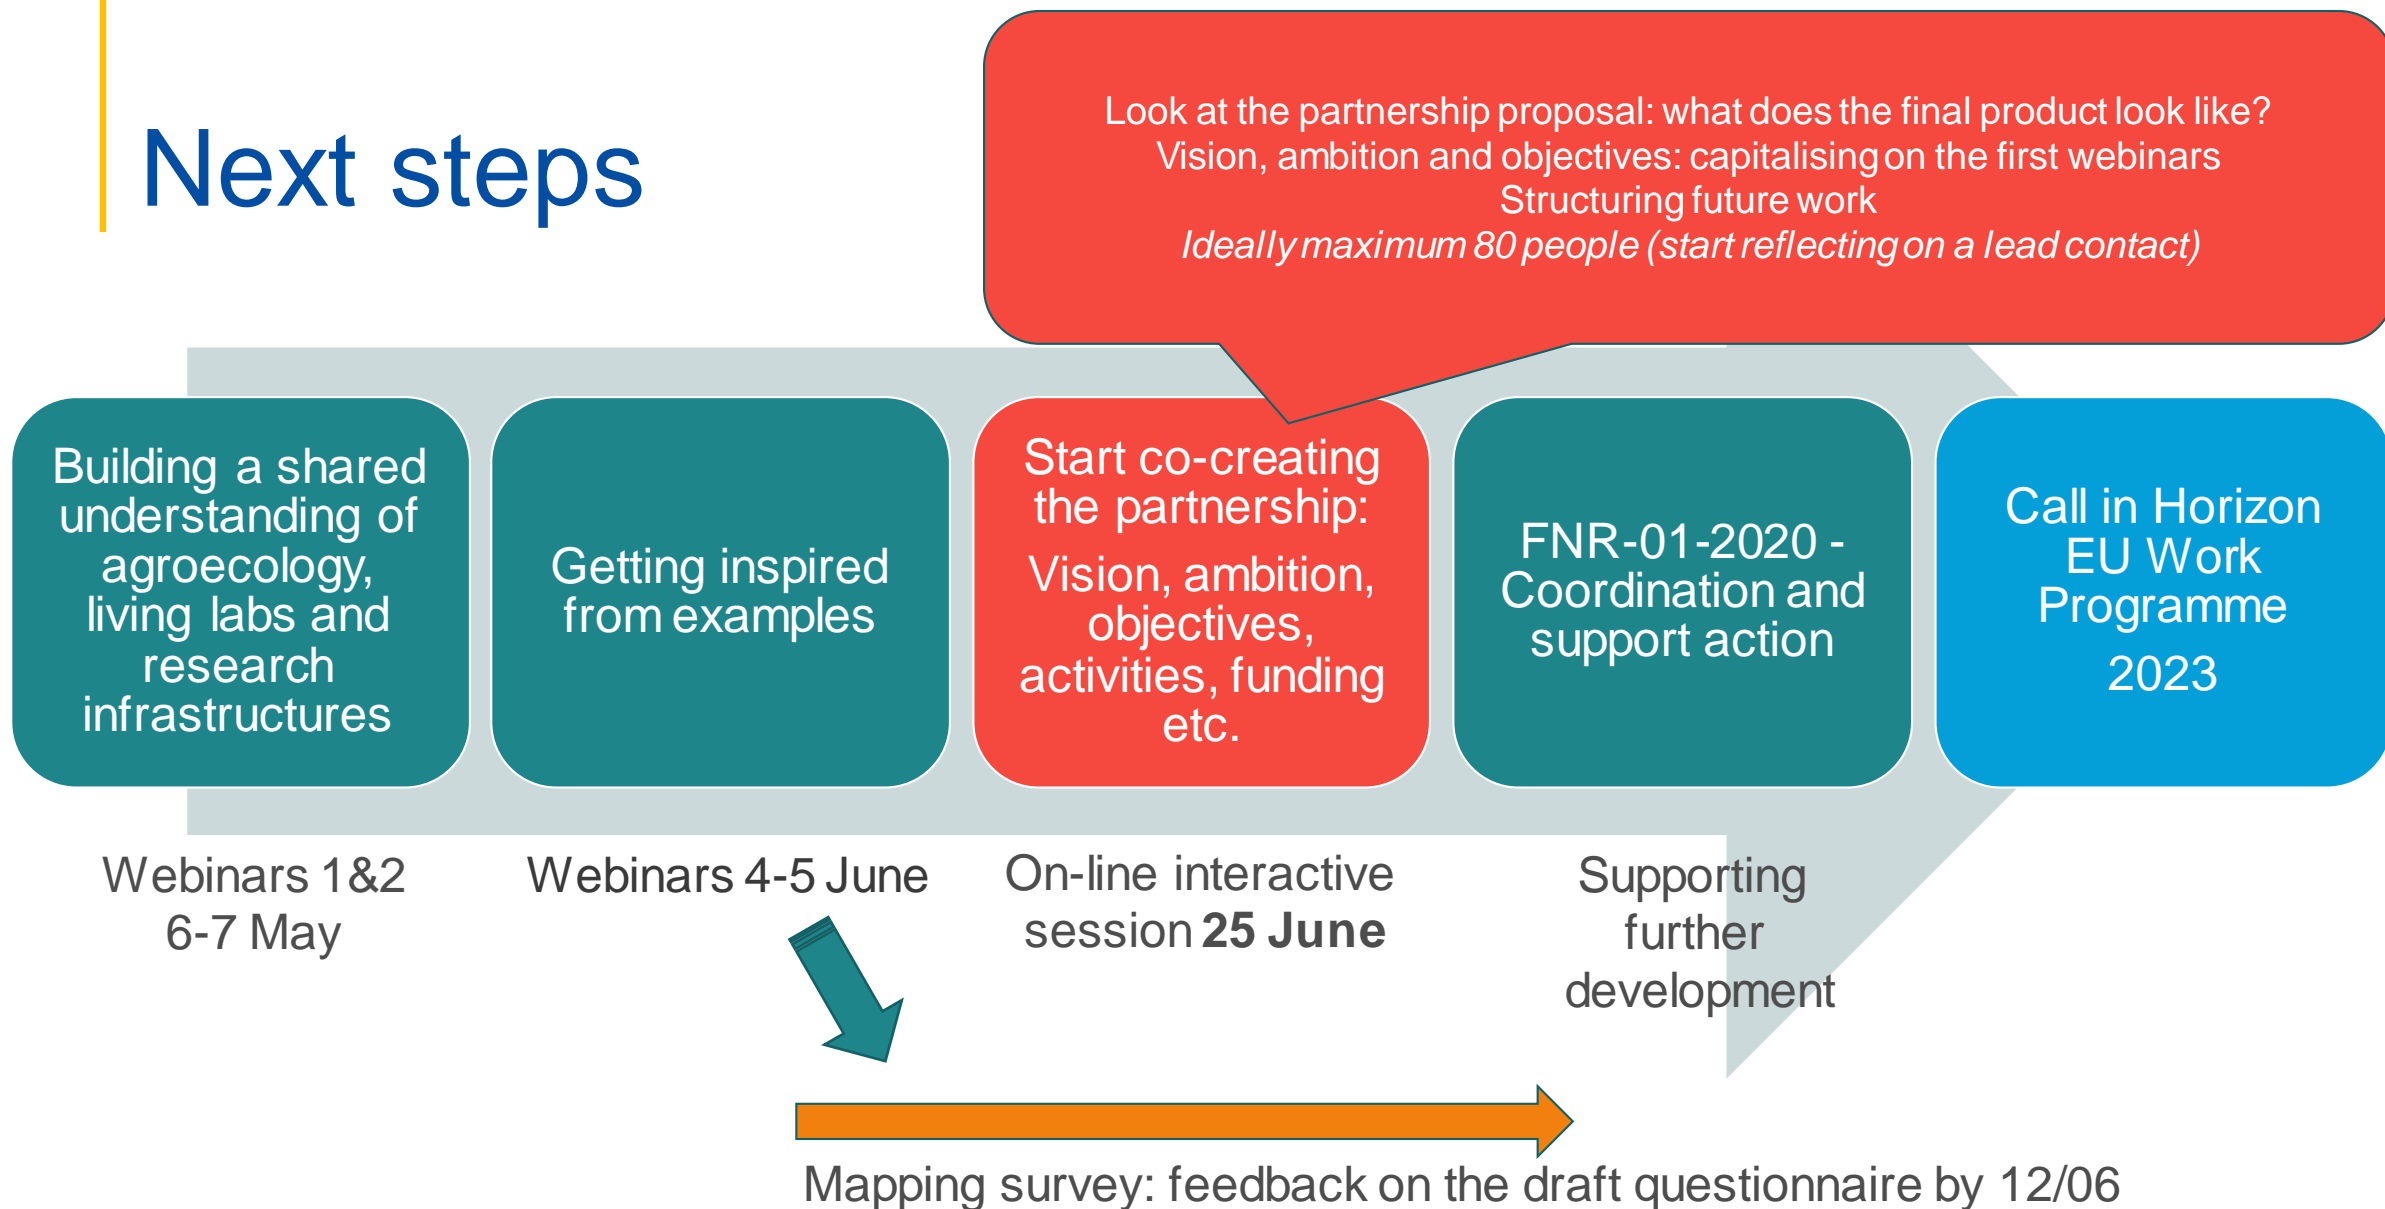 Next steps
Look at the partnership proposal: what does the final product look like?
Vision, ambition and objectives: capitalising on the first webinars
Structuring future work
Ideally maximum 80 people (start reflecting on a lead contact)
Building a shared
understanding of
agroecology,
living labs and
research
infrastructures
Getting inspired
from examples
Start co-creating
the partnership:
Vision, ambition,
objectives,
activities, funding
etc.
FNR-01-2020 -
Coordination and
support action
Call in Horizon
EU Work
Programme
2023
Webinars 1&2
6-7 May
Webinars 4-5 June
On-line interactive
session 25 June
Supporting
further
development
Mapping survey: feedback on the draft questionnaire by 12/06